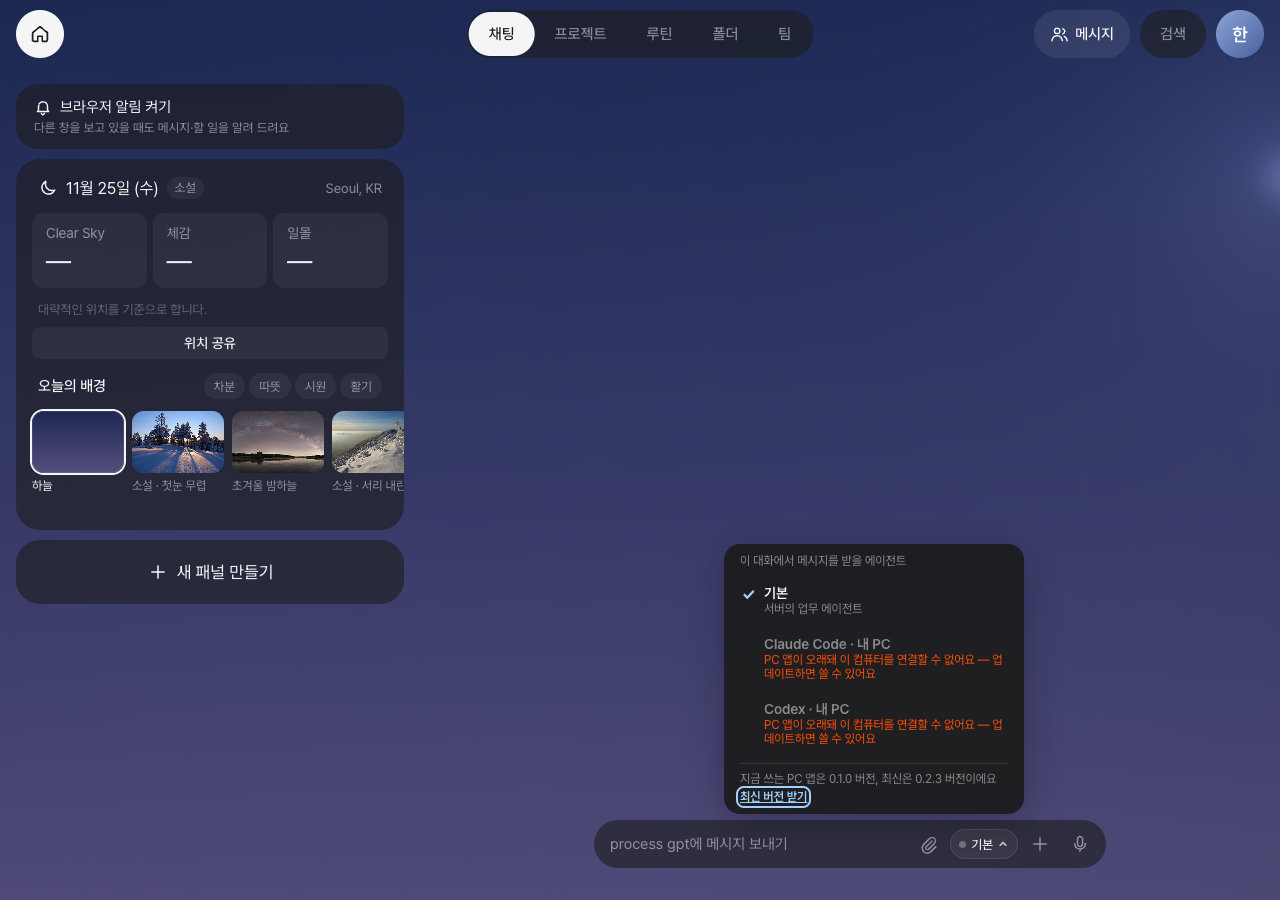 채팅
프로젝트
루틴
폴더
팀
메시지
검색
한
브라우저 알림 켜기
다른 창을 보고 있을 때도 메시지·할 일을 알려 드려요
11월 25일 (수)
소설
Seoul, KR
Clear Sky
—
체감
—
일몰
—
대략적인 위치를 기준으로 합니다.
위치 공유
오늘의 배경
차분
따뜻
시원
활기
하늘
소설 · 첫눈 무렵
초겨울 밤하늘
소설 · 서리 내린
새 패널 만들기
이 대화에서 메시지를 받을 에이전트
기본
서버의 업무 에이전트
Claude Code · 내 PC
PC 앱이 오래돼 이 컴퓨터를 연결할 수 없어요 — 업
데이트하면 쓸 수 있어요
Codex · 내 PC
PC 앱이 오래돼 이 컴퓨터를 연결할 수 없어요 — 업
데이트하면 쓸 수 있어요
지금 쓰는 PC 앱은 0.1.0 버전, 최신은 0.2.3 버전이에요
최신 버전 받기
process gpt에 메시지 보내기
기본